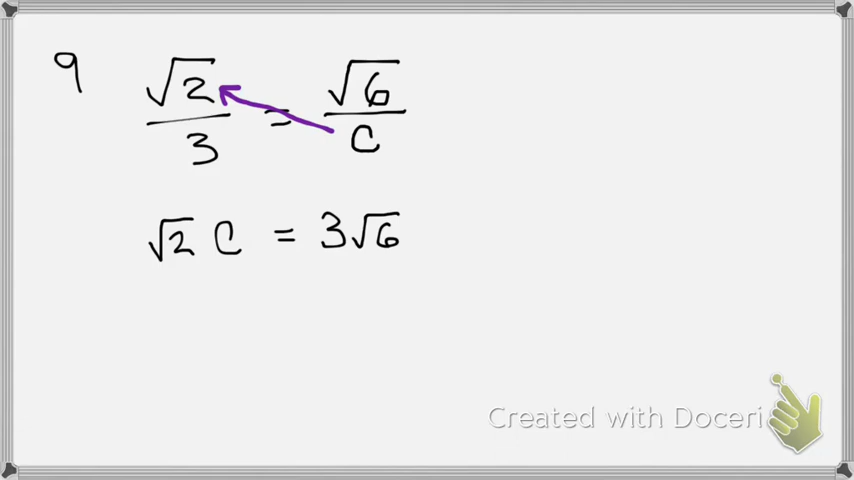 9
√2/3 = √6/C
√2 C = 3√6
Created with Doceri